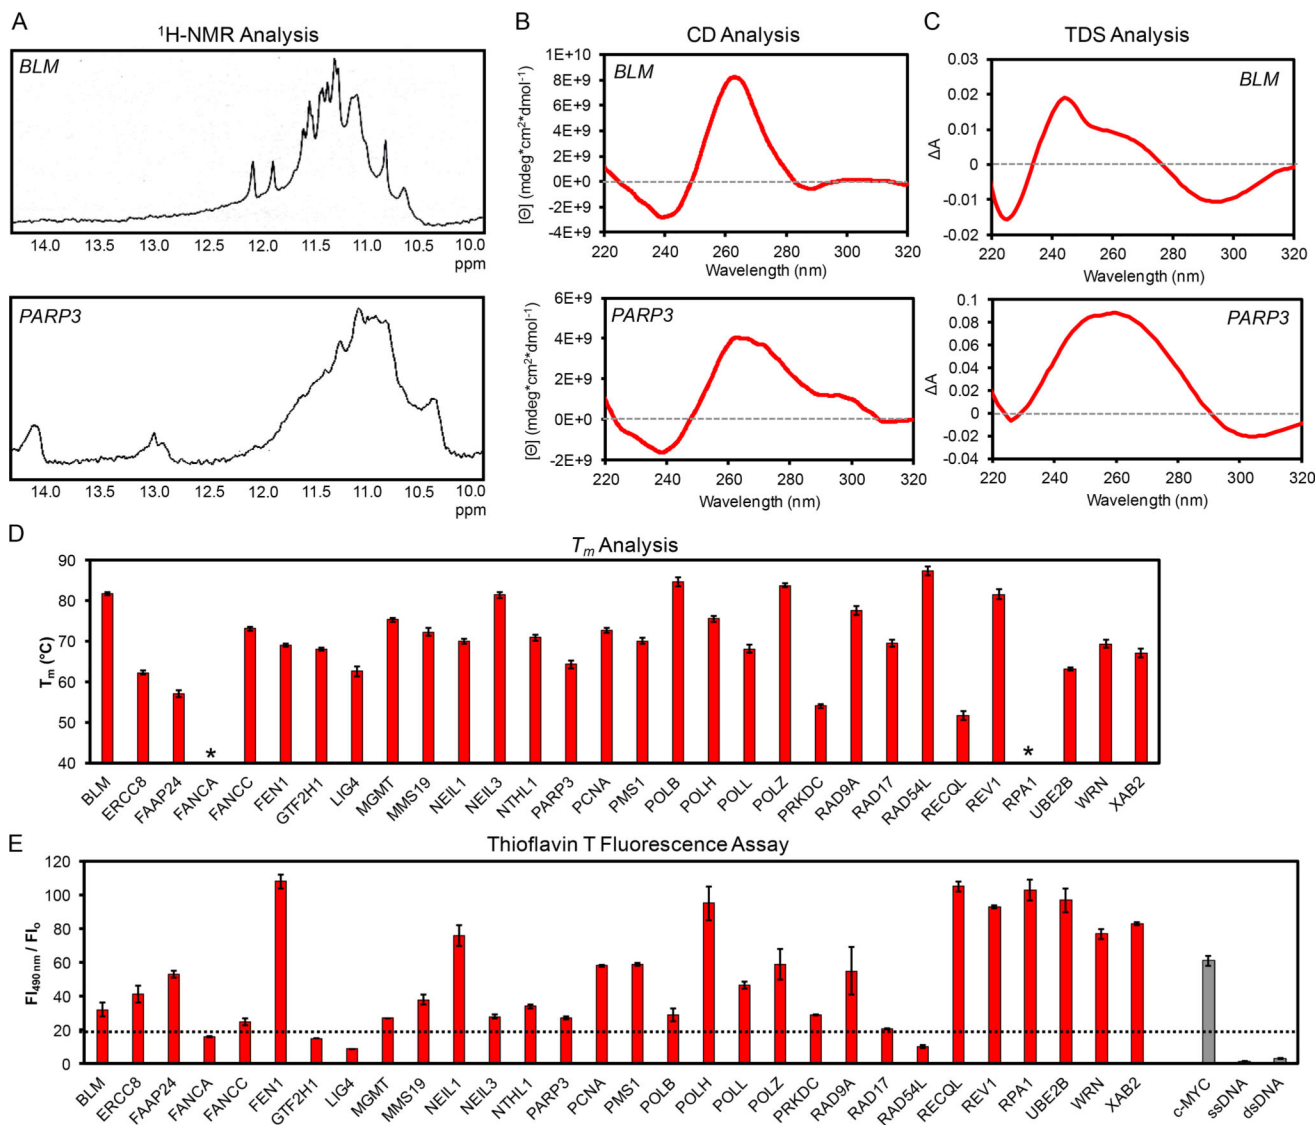 A
¹H-NMR Analysis
BLM
14.0 13.5 13.0 12.5 12.0 11.5 11.0 10.5 10.0
ppm
PARP3
14.0 13.5 13.0 12.5 12.0 11.5 11.0 10.5 10.0
ppm
B
CD Analysis
BLM
[Θ] (mdeg*cm²*dmol⁻¹)
1E+10
8E+9
6E+9
4E+9
2E+9
0E+0
-2E+9
-4E+9
220 240 260 280 300 320
Wavelength (nm)
PARP3
[Θ] (mdeg*cm²*dmol⁻¹)
6E+9
4E+9
2E+9
0E+0
-2E+9
220 240 260 280 300 320
Wavelength (nm)
C
TDS Analysis
BLM
ΔA
0.03
0.02
0.01
0
-0.01
-0.02
220 240 260 280 300 320
Wavelength (nm)
PARP3
ΔA
0.1
0.08
0.06
0.04
0.02
0
-0.02
-0.04
220 240 260 280 300 320
Wavelength (nm)
D
Tm Analysis
Tm (°C)
90
80
70
60
50
40
* *
BLM ERCC8 FAAP24 FANCA FANCC FEN1 GTF2H1 LIG4 MGMT MMS19 NEIL1 NEIL3 NTHL1 PARP3 PCNA PMS1 POLB POLH POLL POLZ PRKDC RAD9A RAD17 RAD54L RECQL REV1 RPA1 UBE2B WRN XAB2
E
Thioflavin T Fluorescence Assay
FI490 nm / FIo
120
100
80
60
40
20
0
BLM ERCC8 FAAP24 FANCA FANCC FEN1 GTF2H1 LIG4 MGMT MMS19 NEIL1 NEIL3 NTHL1 PARP3 PCNA PMS1 POLB POLH POLL POLZ PRKDC RAD9A RAD17 RAD54L RECQL REV1 RPA1 UBE2B WRN XAB2 c-MYC ssDNA dsDNA